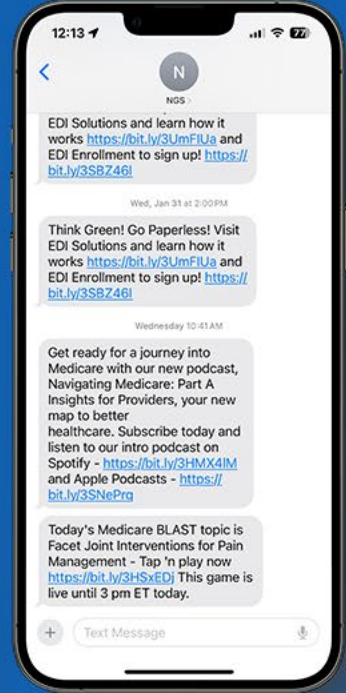 12:13
77
N
NGS
EDI Solutions and learn how it
works https://bit.ly/3UmFIUa and
EDI Enrollment to sign up! https://
bit.ly/3SBZ46I
Wed, Jan 31 at 2:00 PM
Think Green! Go Paperless! Visit
EDI Solutions and learn how it
works https://bit.ly/3UmFIUa and
EDI Enrollment to sign up! https://
bit.ly/3SBZ46I
Wednesday 10:41 AM
Get ready for a journey into
Medicare with our new podcast,
Navigating Medicare: Part A
Insights for Providers, your new
map to better
healthcare. Subscribe today and
listen to our intro podcast on
Spotify - https://bit.ly/3HMX4IM
and Apple Podcasts - https://
bit.ly/3SNePrq
Today's Medicare BLAST topic is
Facet Joint Interventions for Pain
Management - Tap 'n play now
https://bit.ly/3HSxEDj This game is
live until 3 pm ET today.
Text Message